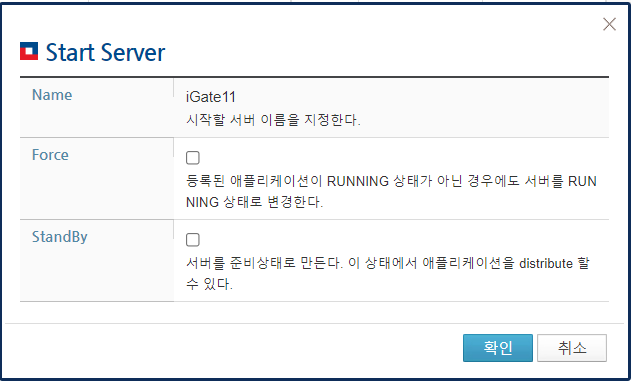 Start Server
Name
iGate11
시작할 서버 이름을 지정한다.
Force
등록된 애플리케이션이 RUNNING 상태가 아닌 경우에도 서버를 RUN
NING 상태로 변경한다.
StandBy
서버를 준비상태로 만든다. 이 상태에서 애플리케이션을 distribute 할
수 있다.
확인
취소